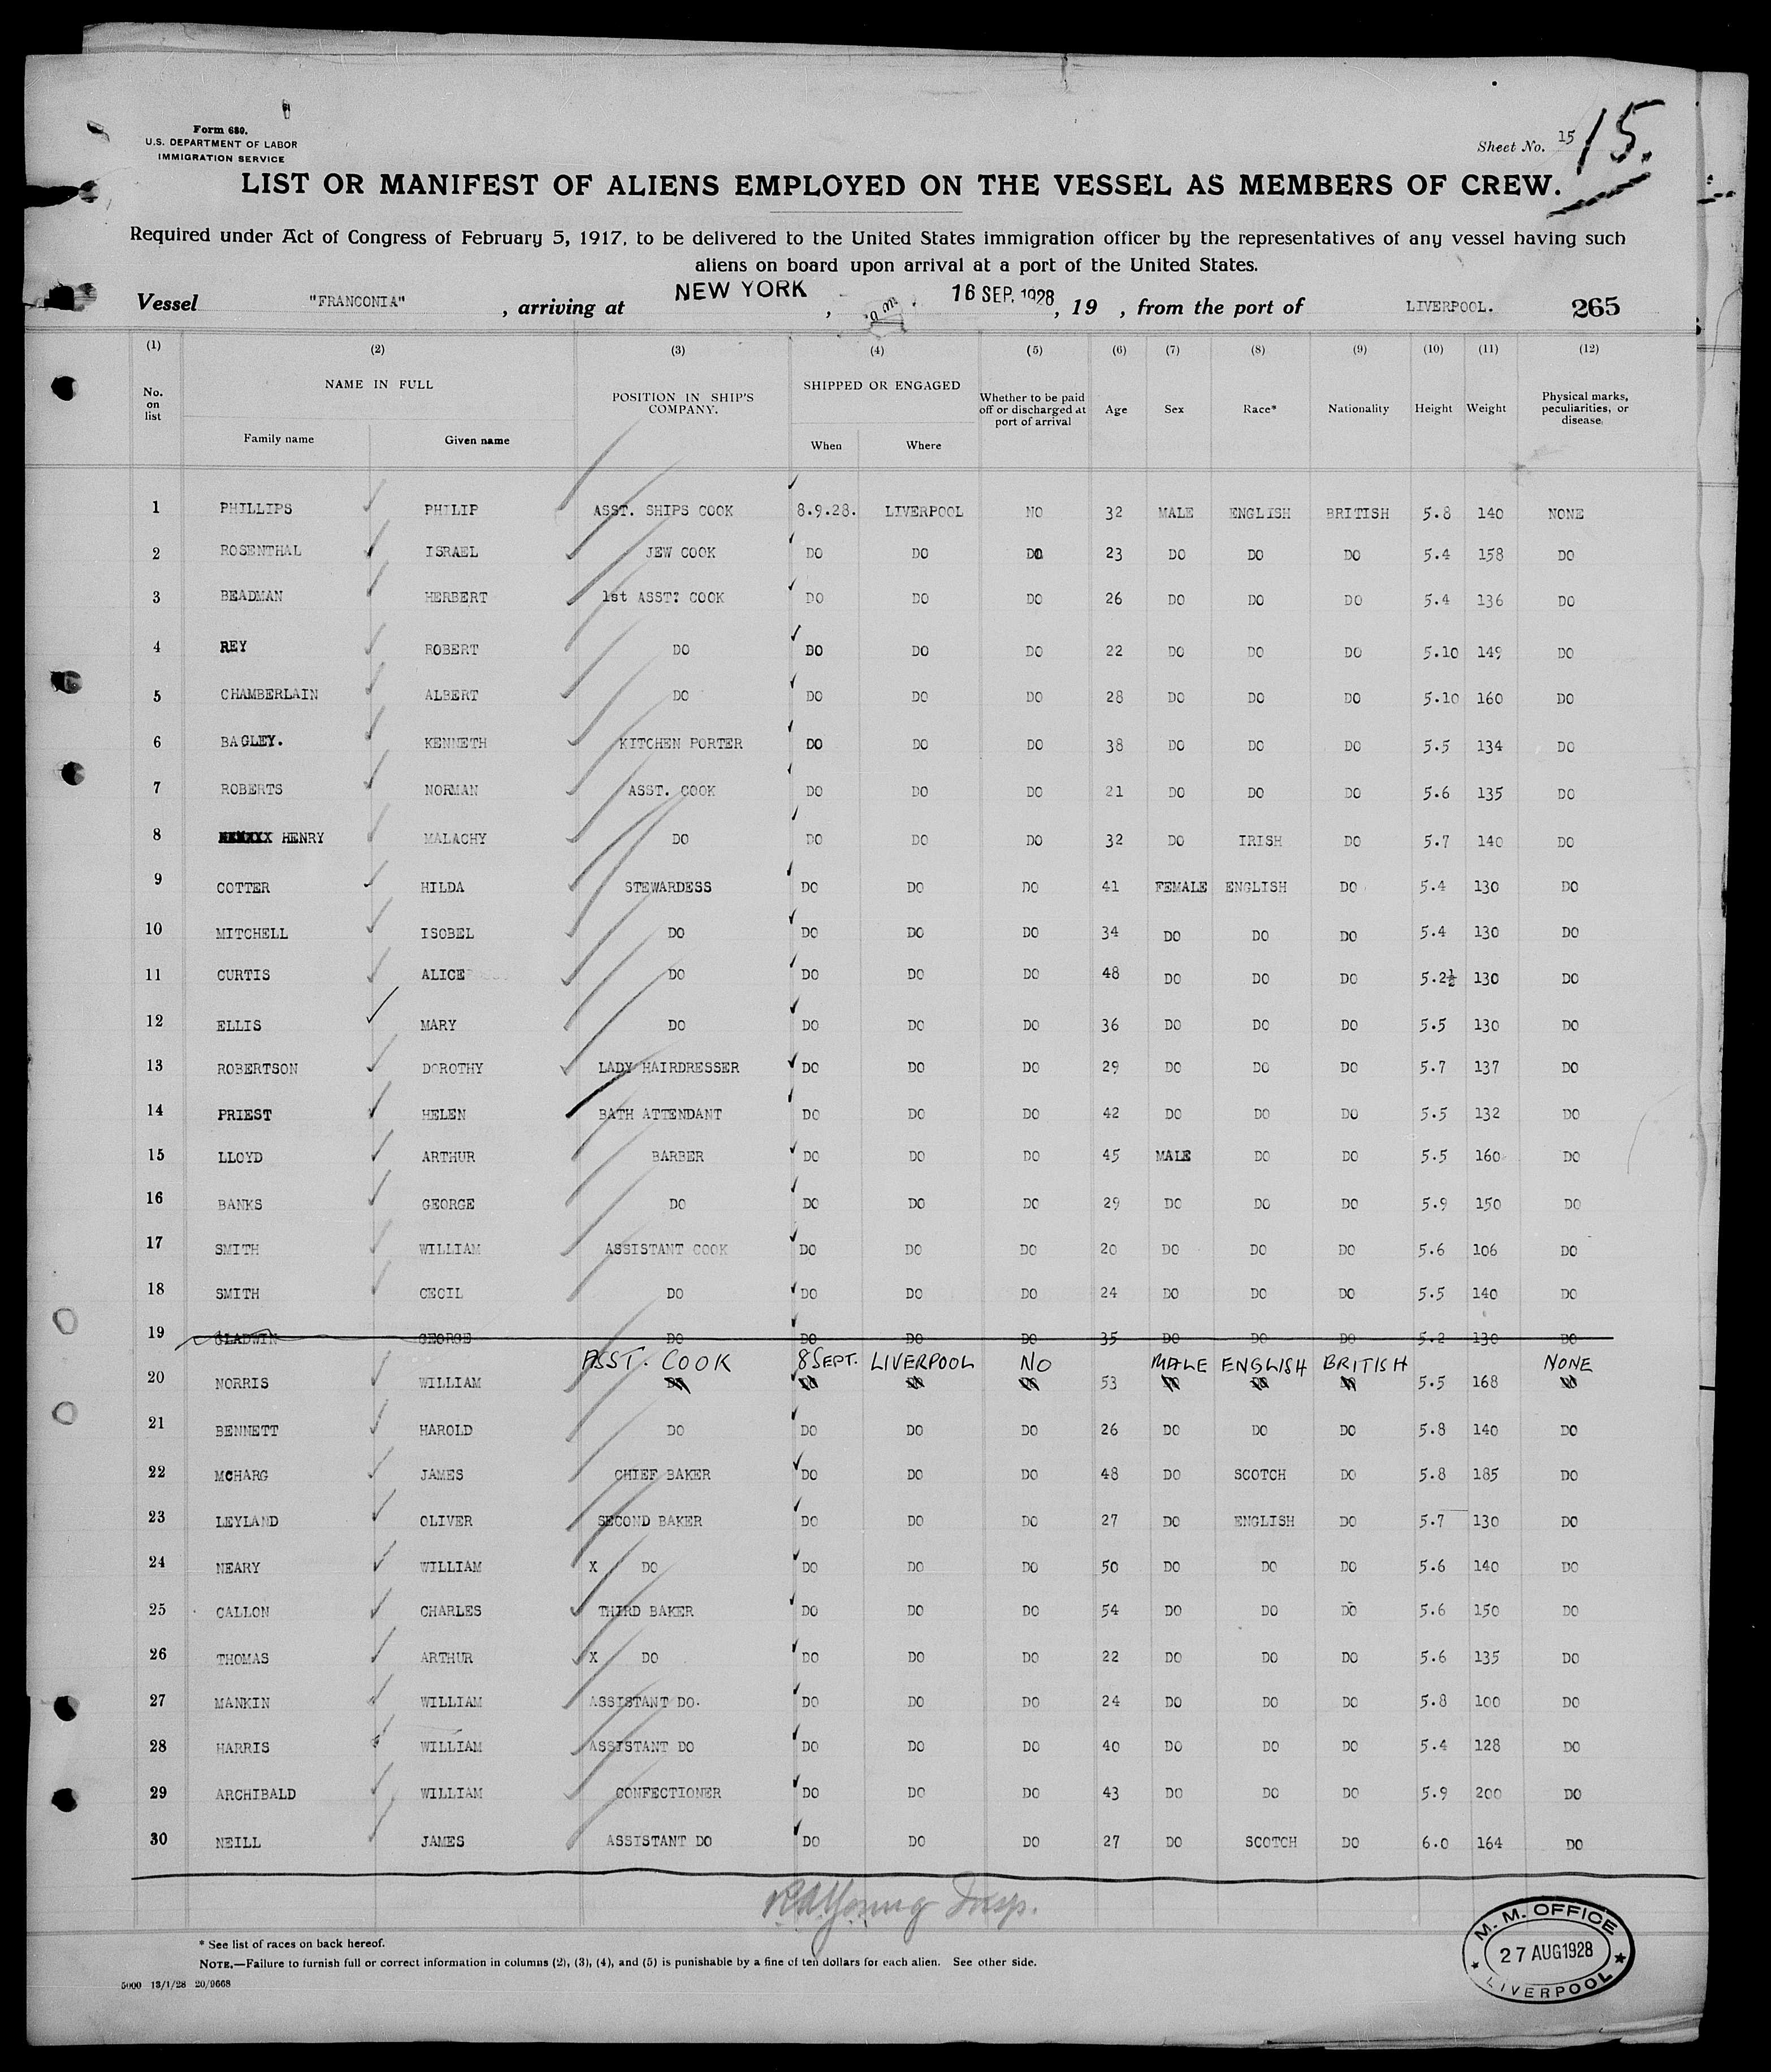 Form 680.
U.S. DEPARTMENT OF LABOR
IMMIGRATION SERVICE
Sheet No. 15 15.
LIST OR MANIFEST OF ALIENS EMPLOYED ON THE VESSEL AS MEMBERS OF CREW.
Required under Act of Congress of February 5, 1917, to be delivered to the United States immigration officer by the representatives of any vessel having such
aliens on board upon arrival at a port of the United States.
Vessel "FRANCONIA" , arriving at NEW YORK , 16 SEP. 1928 , 19 , from the port of LIVERPOOL. 265
(1) (2) (3) (4) (5) (6) (7) (8) (9) (10) (11) (12)
No. on list NAME IN FULL Family name Given name POSITION IN SHIP'S COMPANY. SHIPPED OR ENGAGED When Where Whether to be paid off or discharged at port of arrival Age Sex Race* Nationality Height Weight Physical marks, peculiarities, or disease
1 PHILLIPS PHILIP ASST. SHIPS COOK 8.9.28. LIVERPOOL NO 32 MALE ENGLISH BRITISH 5.8 140 NONE
2 ROSENTHAL ISRAEL JEW COOK DO DO DO 23 DO DO DO 5.4 158 DO
3 BEADMAN HERBERT 1st ASST: COOK DO DO DO 26 DO DO DO 5.4 136 DO
4 REY ROBERT DO DO DO DO 22 DO DO DO 5.10 149 DO
5 CHAMBERLAIN ALBERT DO DO DO DO 28 DO DO DO 5.10 160 DO
6 BAGLEY. KENNETH KITCHEN PORTER DO DO DO 38 DO DO DO 5.5 134 DO
7 ROBERTS NORMAN ASST. COOK DO DO DO 21 DO DO DO 5.6 135 DO
8 HENRY MALACHY DO DO DO DO 32 DO IRISH DO 5.7 140 DO
9 COTTER HILDA STEWARDESS DO DO DO 41 FEMALE ENGLISH DO 5.4 130 DO
10 MITCHELL ISOBEL DO DO DO DO 34 DO DO DO 5.4 130 DO
11 CURTIS ALICE DO DO DO DO 48 DO DO DO 5.2½ 130 DO
12 ELLIS MARY DO DO DO DO 36 DO DO DO 5.5 130 DO
13 ROBERTSON DOROTHY LADY HAIRDRESSER DO DO DO 29 DO DO DO 5.7 137 DO
14 PRIEST HELEN BATH ATTENDANT DO DO DO 42 DO DO DO 5.5 132 DO
15 LLOYD ARTHUR BARBER DO DO DO 45 MALE DO DO 5.5 160 DO
16 BANKS GEORGE DO DO DO DO 29 DO DO DO 5.9 150 DO
17 SMITH WILLIAM ASSISTANT COOK DO DO DO 20 DO DO DO 5.6 106 DO
18 SMITH CECIL DO DO DO DO 24 DO DO DO 5.5 140 DO
19 GLADWIN GEORGE DO DO DO DO 35 DO DO DO 5.2 130 DO
ASST. COOK 8 SEPT. LIVERPOOL NO MALE ENGLISH BRITISH NONE
20 NORRIS WILLIAM DO DO DO DO 53 DO DO DO 5.5 168 DO
21 BENNETT HAROLD DO DO DO DO 26 DO DO DO 5.8 140 DO
22 McHARG JAMES CHIEF BAKER DO DO DO 48 DO SCOTCH DO 5.8 185 DO
23 LEYLAND OLIVER SECOND BAKER DO DO DO 27 DO ENGLISH DO 5.7 130 DO
24 NEARY WILLIAM X DO DO DO DO 50 DO DO DO 5.6 140 DO
25 CALLON CHARLES THIRD BAKER DO DO DO 54 DO DO DO 5.6 150 DO
26 THOMAS ARTHUR X DO DO DO DO 22 DO DO DO 5.6 135 DO
27 MANKIN WILLIAM ASSISTANT DO. DO DO DO 24 DO DO DO 5.8 100 DO
28 HARRIS WILLIAM ASSISTANT DO DO DO DO 40 DO DO DO 5.4 128 DO
29 ARCHIBALD WILLIAM CONFECTIONER DO DO DO 43 DO DO DO 5.9 200 DO
30 NEILL JAMES ASSISTANT DO DO DO DO 27 DO SCOTCH DO 6.0 164 DO
RA Young Insp.
* See list of races on back hereof.
NOTE.—Failure to furnish full or correct information in columns (2), (3), (4), and (5) is punishable by a fine of ten dollars for each alien. See other side.
5000 13/1/28 20/9668
M. M. OFFICE
27 AUG 1928
LIVERPOOL